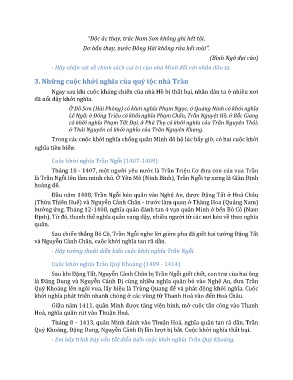 "Độc ác thay, trúc Nam Sơn không ghi hết tội,
Dơ bẩn thay, nước Đông Hải không rửa hết mùi".
(Bình Ngô đại cáo)
- Hãy nhận xét về chính sách cai trị của nhà Minh đối với nhân dân ta
3. Những cuộc khởi nghĩa của quý tộc nhà Trần
Ngay sau khi cuộc kháng chiến của nhà Hồ bị thất bại, nhân dân ta ở nhiều nơi
đã nổi dậy khởi nghĩa.
Ở Đồ Sơn (Hải Phòng) có khởi nghĩa Phạm Ngọc; ở Quảng Ninh có khởi nghĩa
Lê Ngã; ở Đông Triều có khởi nghĩa Phạm Chấn, Trần Nguyệt Hồ, ở Bắc Giang
có khởi nghĩa Phạm Tất Đại, ở Phú Thọ có khởi nghĩa của Trần Nguyên Thôi;
ở Thái Nguyên có khởi nghĩa của Trần Nguyên Khang.
Trong các cuộc khởi nghĩa chống quân Minh đô hộ lúc bấy giờ, có hai cuộc khởi
nghĩa tiêu biểu:
Cuộc khởi nghĩa Trần Ngỗi (1407-1409)
Tháng 10 - 1407, một người yêu nước là Trần Triệu Cơ đưa con của vua Trần
là Trần Ngỗi lên làm minh chủ. Ở Yên Mô (Ninh Bình), Trần Ngỗi tự xưng là Giản Định
hoàng đế.
Đầu năm 1408, Trần Ngỗi kéo quân vào Nghệ An, được Đặng Tất ở Hoá Châu
(Thừa Thiên Huế) và Nguyễn Cảnh Chân - trước làm quan ở Thăng Hoa (Quảng Nam)
hưởng ứng. Tháng 12-1408, nghĩa quân đánh tan 4 vạn quân Minh ở bến Bô Cô (Nam
Định). Từ đó, thanh thế nghĩa quân vang dậy, nhiều người từ các nơi kéo về theo nghĩa
quân.
Sau chiến thắng Bô Cô, Trần Ngỗi nghe lời gièm pha đã giết hai tướng Đặng Tất
và Nguyễn Cảnh Chân, cuộc khởi nghĩa tan rã dần.
- Hãy tường thuật diễn biến cuộc khởi nghĩa Trần Ngỗi.
Cuộc khởi nghĩa Trần Quý Khoáng (1409 - 1414)
Sau khi Đặng Tất, Nguyễn Cảnh Chân bị Trần Ngỗi giết chết, con trai của hai ông
là Đặng Dung và Nguyễn Cảnh Dị cùng nhiều nghĩa quân bỏ vào Nghệ An, đưa Trần
Quý Khoáng lên ngôi vua, lấy hiệu là Trùng Quang đế và phát động khởi nghĩa. Cuộc
khởi nghĩa phát triển nhanh chóng ở các vùng từ Thanh Hoá vào đến Hoá Châu.
Giữa năm 1411, quân Minh được tăng viện binh, mở cuộc tấn công vào Thanh
Hoá, nghĩa quân rút vào Thuận Hoá.
Tháng 8 - 1413, quân Minh đánh vào Thuận Hoá, nghĩa quân tan rã dần. Trần
Quý Khoáng, Đặng Dung, Nguyễn Cảnh Dị lần lượt bị bắt. Cuộc khởi nghĩa thất bại.
- Em hãy trình bày vắn tắt diễn biến cuộc khởi nghĩa Trần Quý Khoáng.